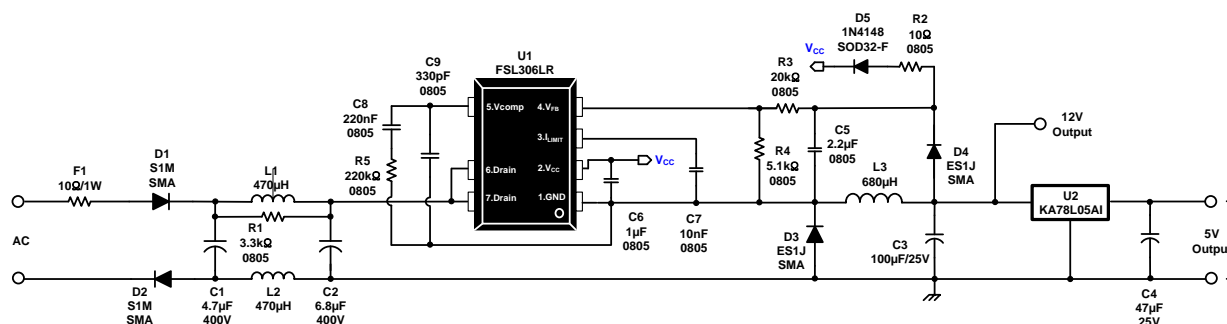 D5
1N4148
SOD32-F
R2
10Ω
0805
VCC
U1
FSL306LR
C9
330pF
0805
R3
20kΩ
0805
C8
220nF
0805
5.Vcomp
4.VFB
3.ILIMIT
6.Drain
2.VCC
7.Drain
1.GND
VCC
R5
220kΩ
0805
R4
5.1kΩ
0805
C5
2.2µF
0805
D4
ES1J
SMA
12V
Output
F1
10Ω/1W
D1
S1M
SMA
L1
470µH
L3
680µH
U2
KA78L05AI
AC
R1
3.3kΩ
0805
C6
1µF
0805
C7
10nF
0805
D3
ES1J
SMA
C3
100µF/25V
5V
Output
D2
S1M
SMA
C1
4.7µF
400V
L2
470µH
C2
6.8µF
400V
C4
47µF
25V